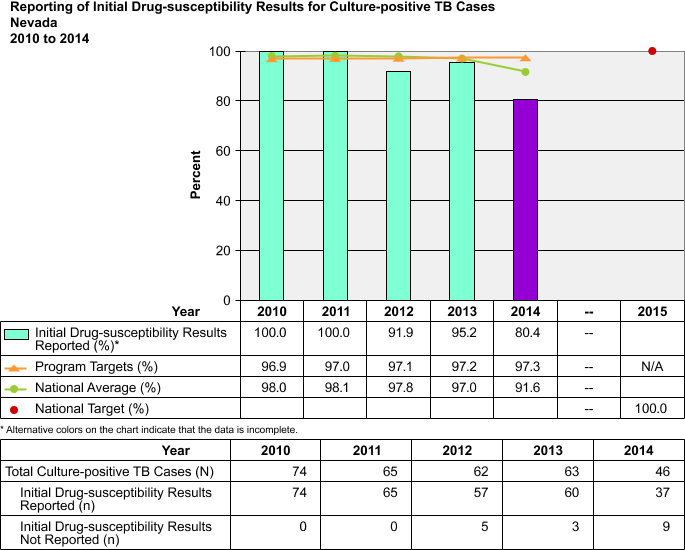 Reporting of Initial Drug-susceptibility Results for Culture-positive TB Cases
Nevada
2010 to 2014
100
80
60
40
20
0
Percent
Year 2010 2011 2012 2013 2014 -- 2015
Initial Drug-susceptibility Results
Reported (%)* 100.0 100.0 91.9 95.2 80.4 --
Program Targets (%) 96.9 97.0 97.1 97.2 97.3 -- N/A
National Average (%) 98.0 98.1 97.8 97.0 91.6 --
National Target (%) -- 100.0
* Alternative colors on the chart indicate that the data is incomplete.
Year 2010 2011 2012 2013 2014
Total Culture-positive TB Cases (N) 74 65 62 63 46
Initial Drug-susceptibility Results
Reported (n) 74 65 57 60 37
Initial Drug-susceptibility Results
Not Reported (n) 0 0 5 3 9